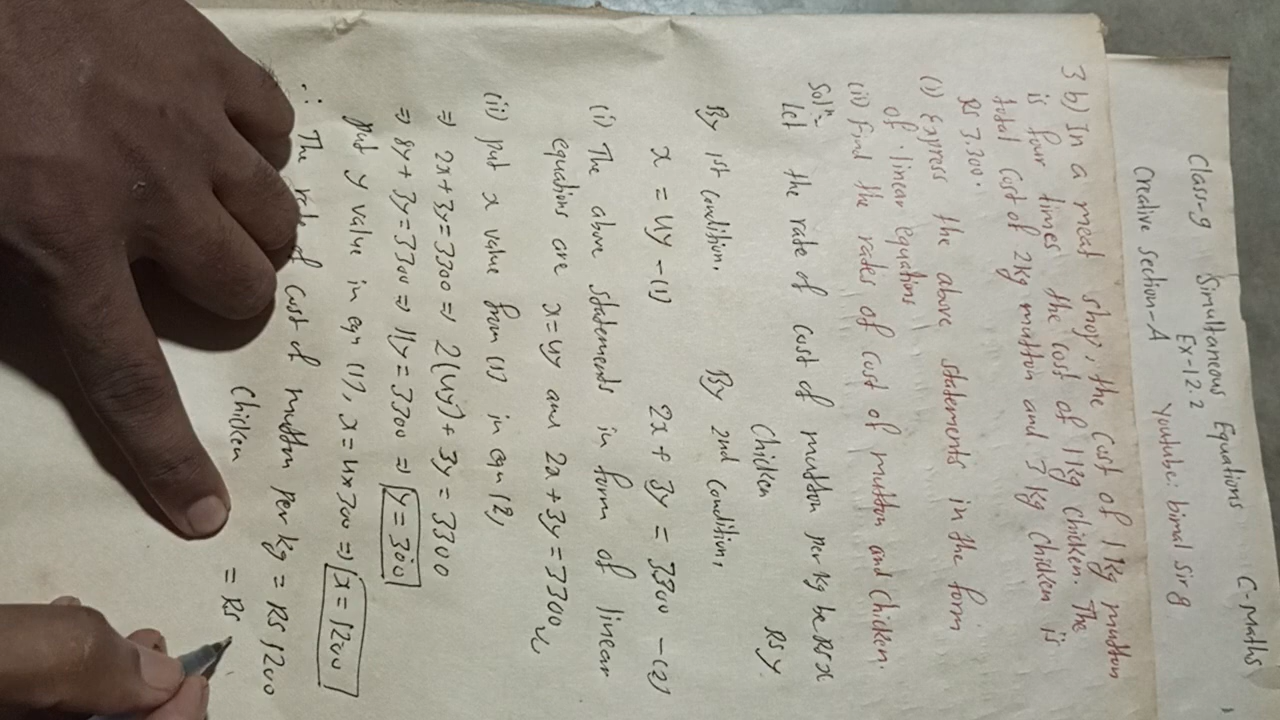 Class-9 Simultaneous Equations C-Maths
Ex-12.2
Creative Section-A Youtube: bimal Sir 8
3 b) In a meat shop, the cost of 1 kg mutton
is four times the cost of 1 kg chicken. The
total cost of 2kg mutton and 3 kg chicken is
Rs 3,300.
(i) Express the above statements in the form
of linear equations
(ii) Find the rates of cost of mutton and chicken.
Soln:-
Let the rate of cost of mutton per kg be Rs x
Chicken Rs y
By 1st condition, By 2nd condition,
x = 4y - (1) 2x + 3y = 3300 - (2)
(i) The above statements in form of linear
equations are x=4y and 2x+3y=3300
(ii) put x value from (1) in eqn (2),
⇒ 2x+3y=3300 ⇒ 2(4y)+3y=3300
⇒ 8y+3y=3300 ⇒ 11y=3300 ⇒ y=300
put y value in eqn (1), x=4x300 ⇒ x=1200
∴ The rate of cost of mutton per kg = Rs 1200
Chicken = Rs